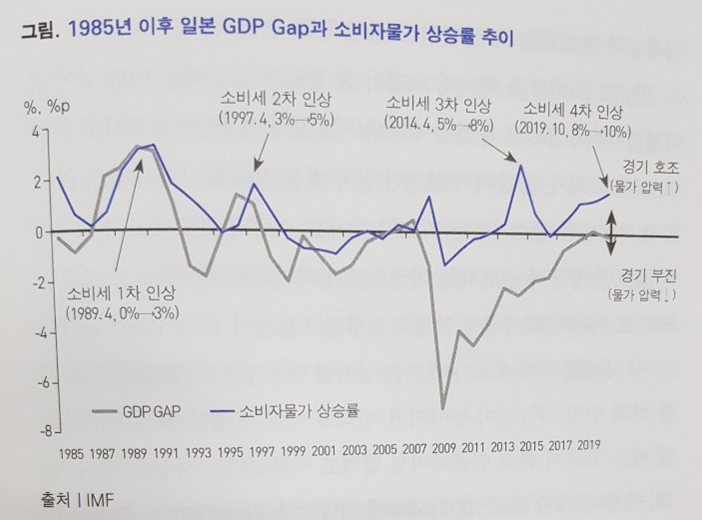 그림. 1985년 이후 일본 GDP Gap과 소비자물가 상승률 추이
%, %p
소비세 2차 인상
(1997.4, 3%→5%)
소비세 3차 인상
(2014.4, 5%→8%)
소비세 4차 인상
(2019.10, 8%→10%)
4
2
0
-2
-4
-6
-8
경기 호조
(물가 압력↑)
경기 부진
(물가 압력↓)
소비세 1차 인상
(1989.4, 0%→3%)
GDP GAP 소비자물가 상승률
1985 1987 1989 1991 1993 1995 1997 1999 2001 2003 2005 2007 2009 2011 2013 2015 2017 2019
출처 | IMF